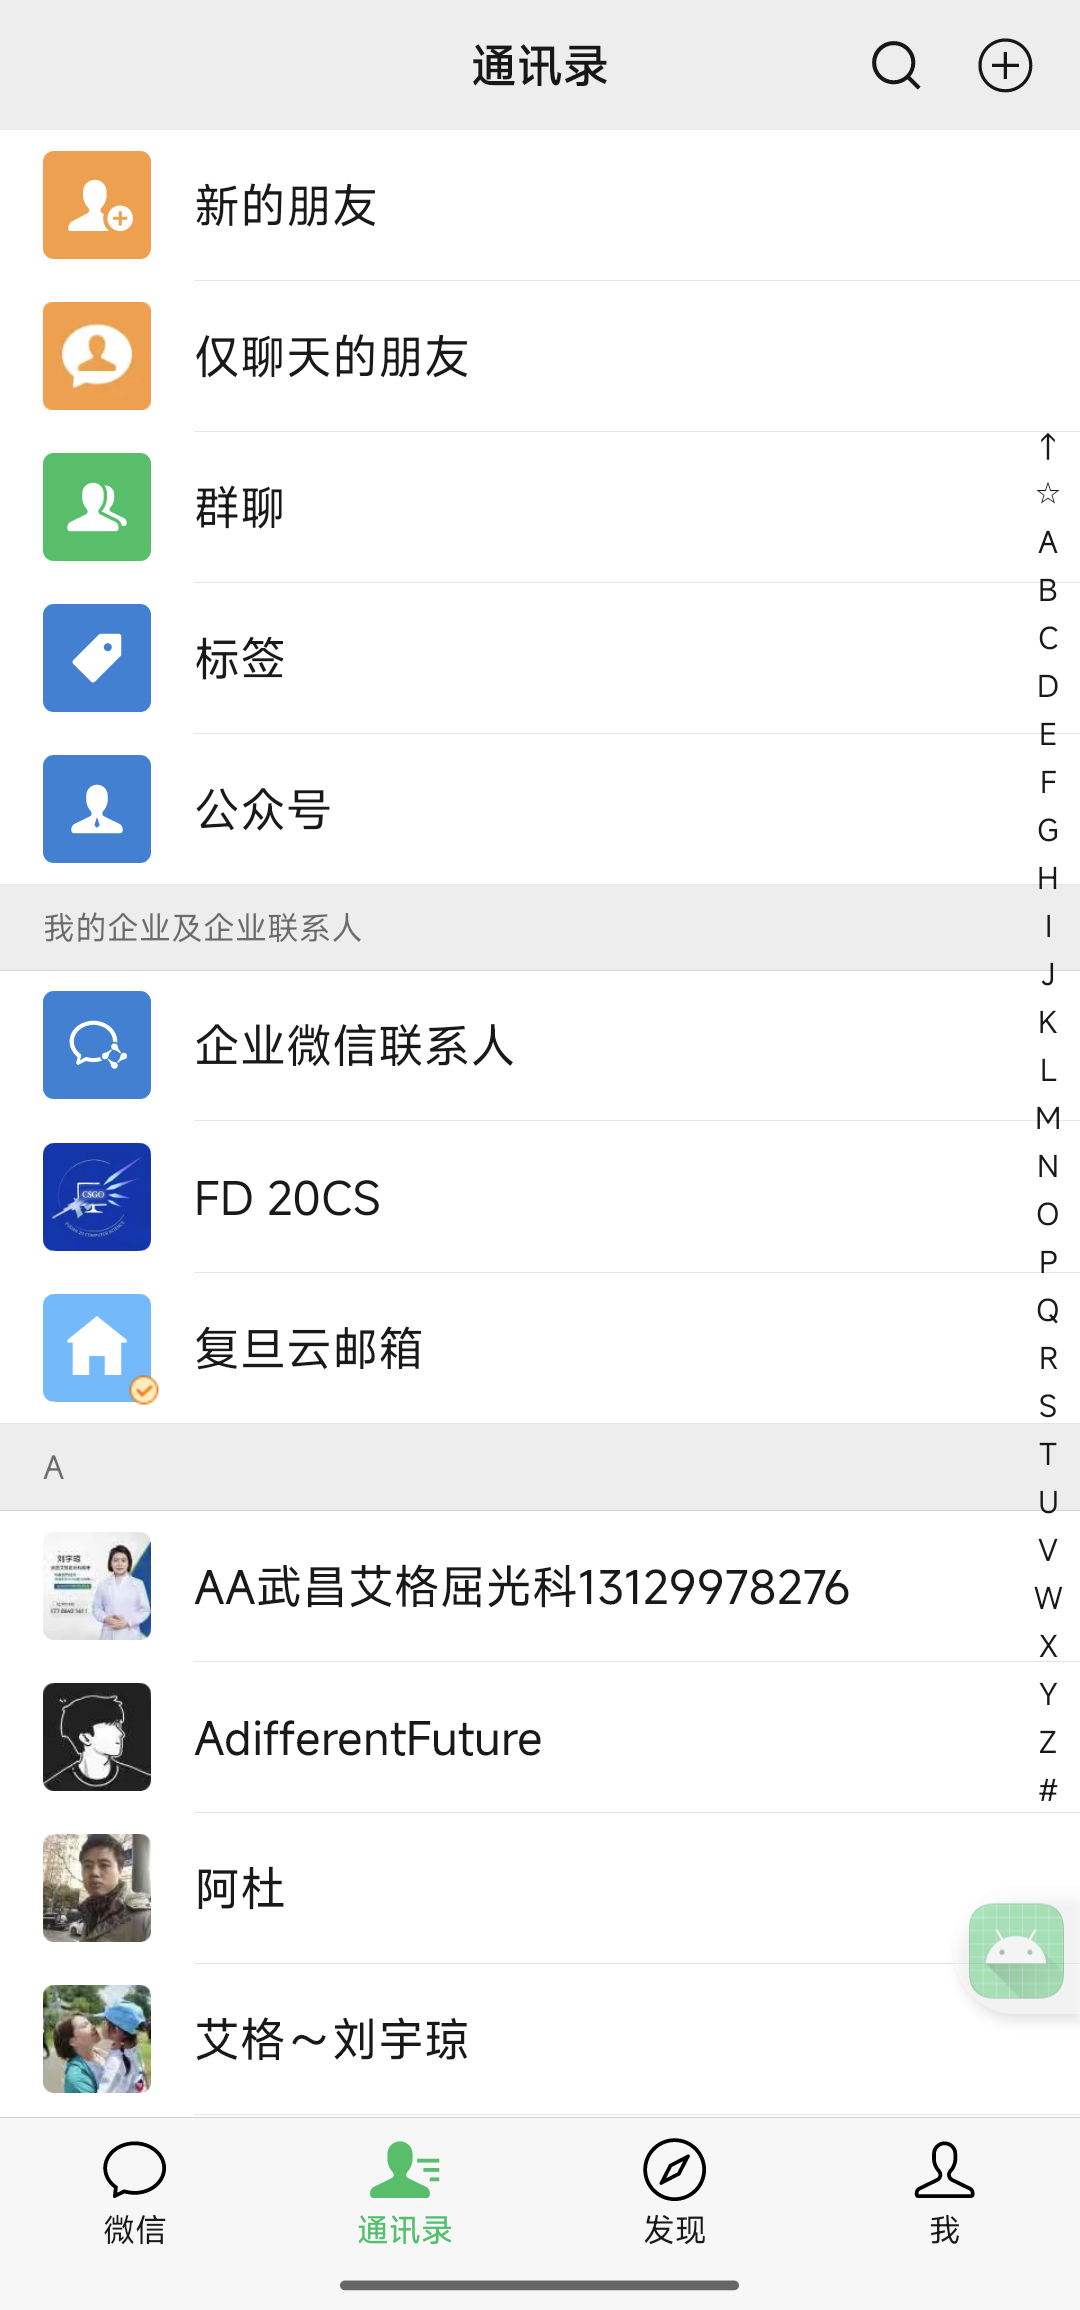 通讯录
新的朋友
仅聊天的朋友
群聊
标签
公众号
我的企业及企业联系人
企业微信联系人
CSGO
FD 20CS
复旦云邮箱
A
刘宇琼
AA武昌艾格屈光科13129978276
AdifferentFuture
阿杜
艾格~刘宇琼
↑
☆
A
B
C
D
E
F
G
H
I
J
K
L
M
N
O
P
Q
R
S
T
U
V
W
X
Y
Z
#
微信
通讯录
发现
我